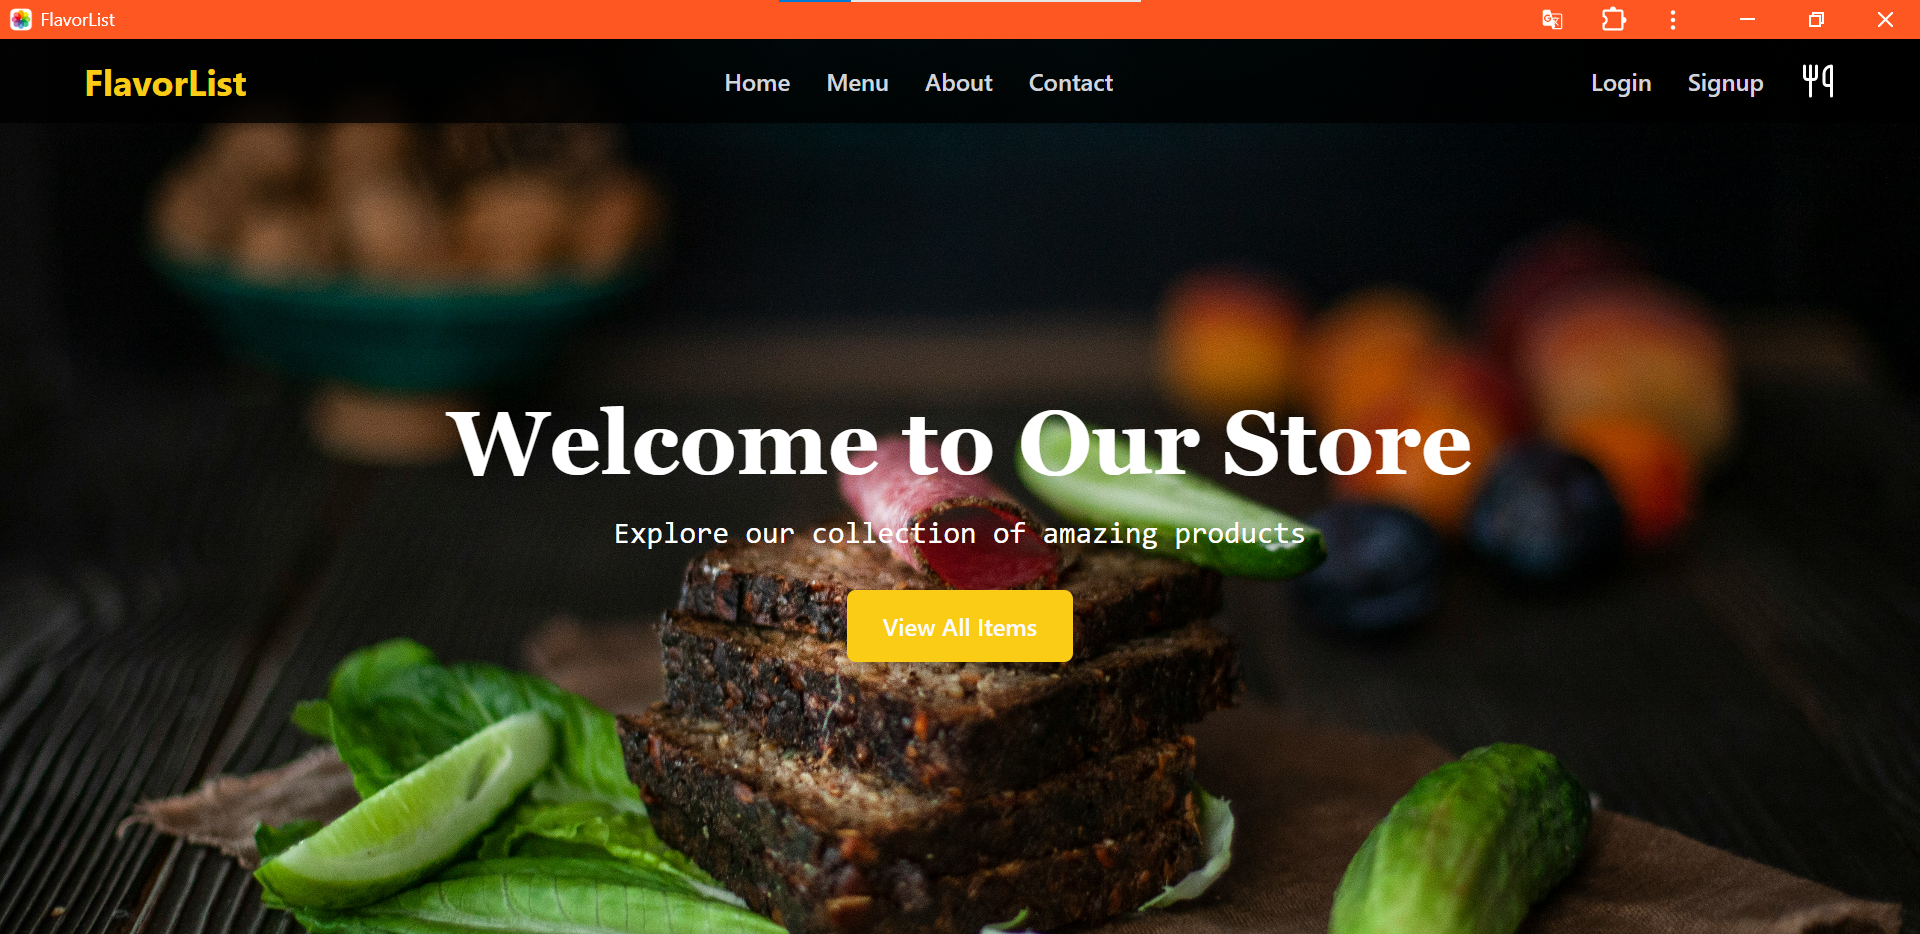 FlavorList
FlavorList
Home Menu About Contact
Login Signup
Welcome to Our Store
Explore our collection of amazing products
View All Items